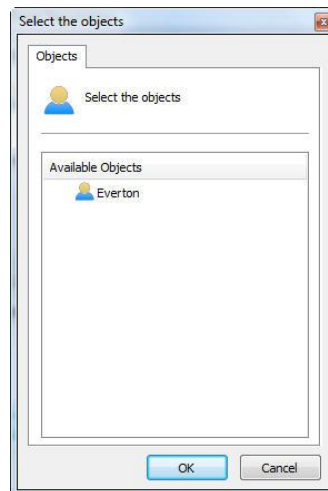 Select the objects
Objects
Select the objects
Available Objects
Everton
OK
Cancel